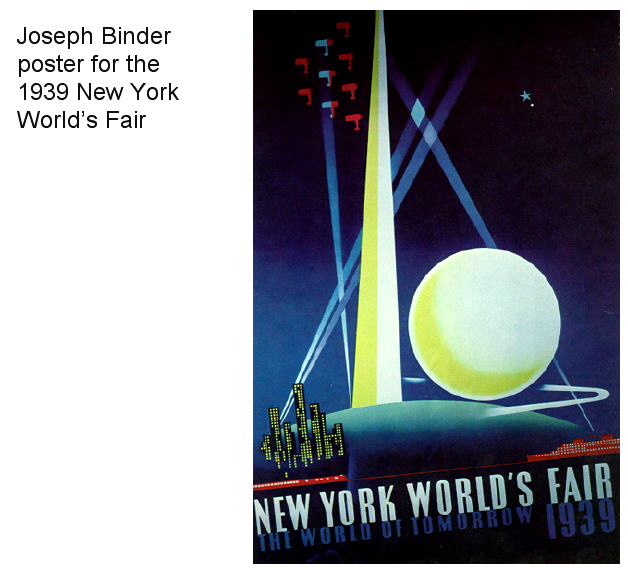 Joseph Binder
poster for the
1939 New York
World's Fair
NEW YORK WORLD'S FAIR
THE WORLD OF TOMORROW 1939